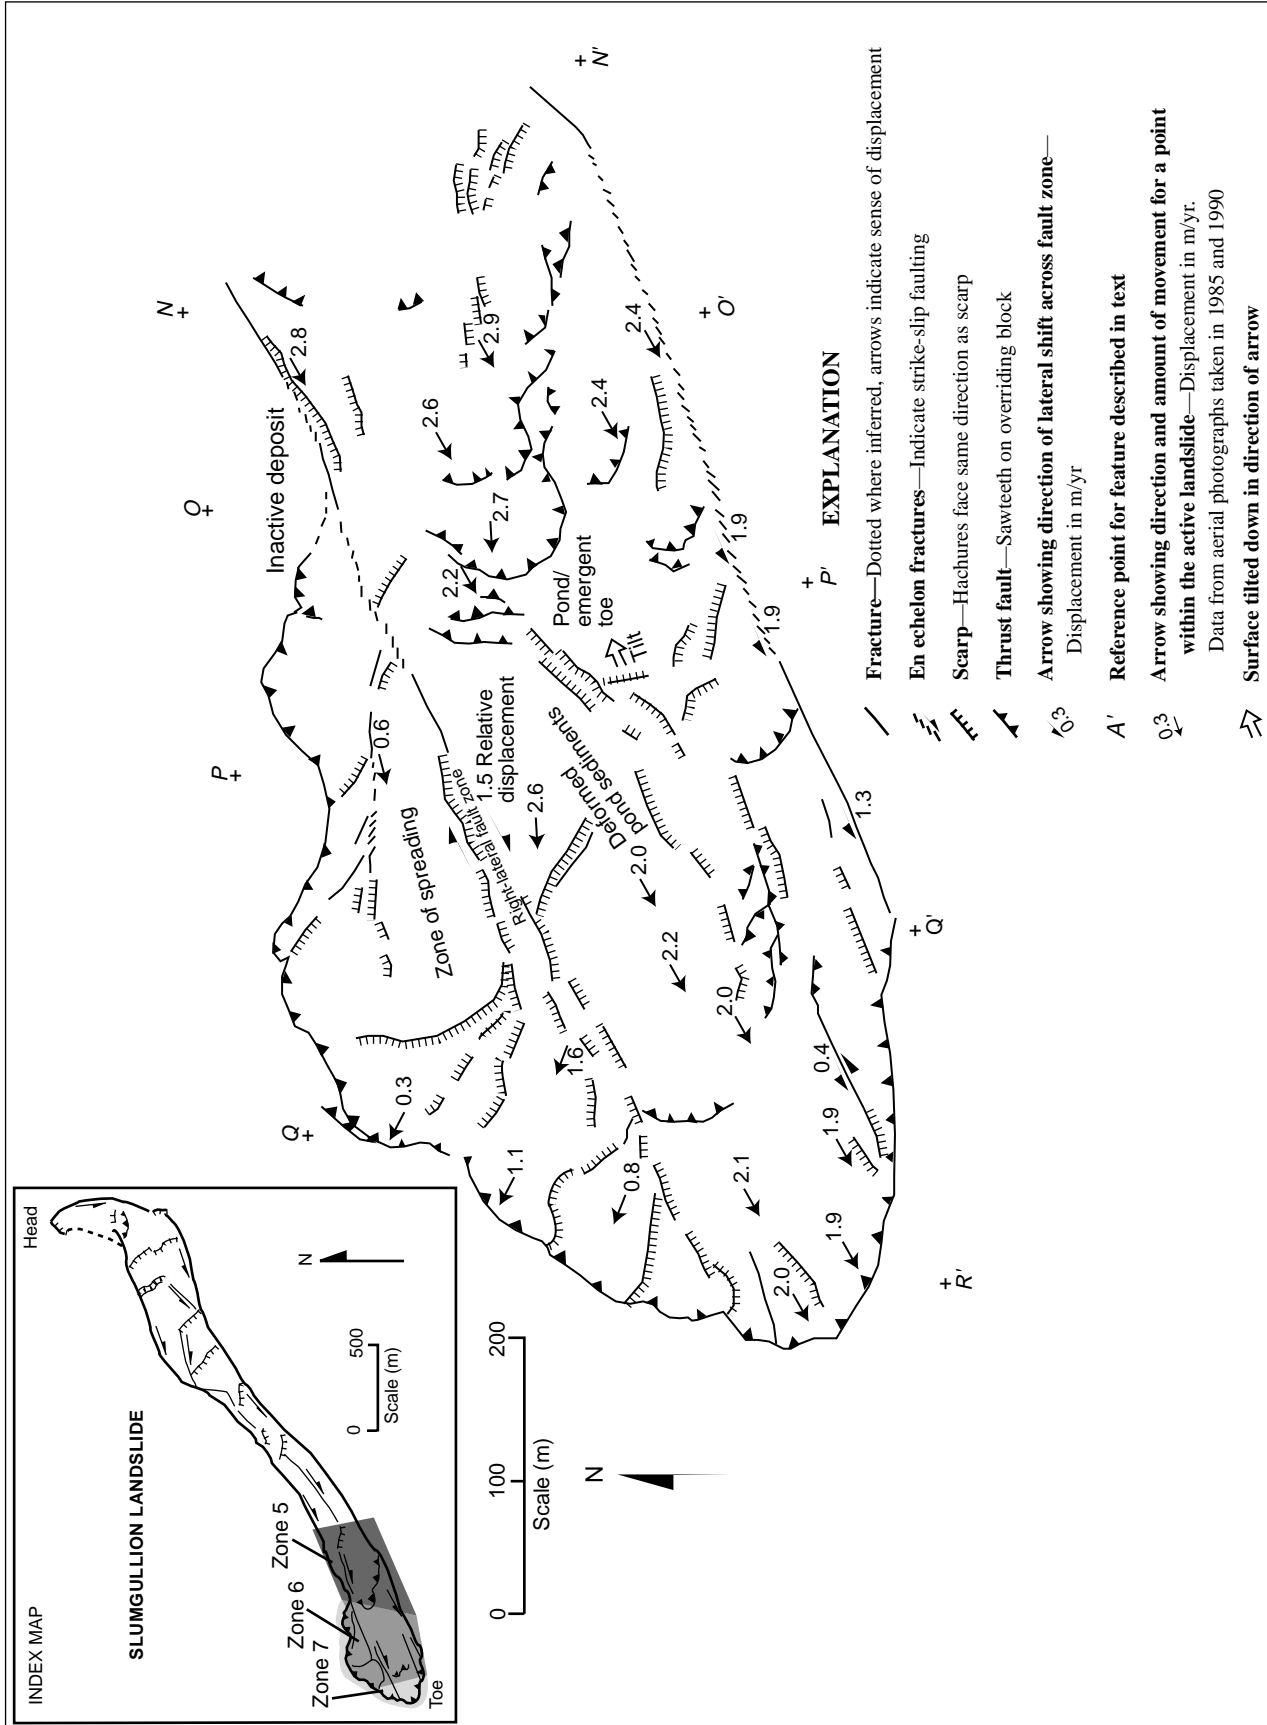 INDEX MAP
SLUMGULLION LANDSLIDE
Head
Zone 5
Zone 6
Zone 7
Toe
N
0
500
Scale (m)
0
100
200
Scale (m)
N
N
N'
O
O'
P
P'
Q
Q'
R'
Inactive deposit
2.8
2.9
2.6
2.4
2.4
2.7
2.2
Pond/
emergent
toe
1.9
1.9
Tilt
E
0.6
Zone of spreading
Right-lateral fault zone
1.5 Relative
displacement
2.6
Deformed
pond sediments
2.0
1.3
2.2
2.0
0.4
1.6
0.3
1.1
0.8
2.1
1.9
1.9
2.0
EXPLANATION
Fracture—Dotted where inferred, arrows indicate sense of displacement
En echelon fractures—Indicate strike-slip faulting
Scarp—Hachures face same direction as scarp
Thrust fault—Sawteeth on overriding block
0.3
Arrow showing direction of lateral shift across fault zone—
Displacement in m/yr
A'
Reference point for feature described in text
0.3
Arrow showing direction and amount of movement for a point
within the active landslide—Displacement in m/yr.
Data from aerial photographs taken in 1985 and 1990
Surface tilted down in direction of arrow